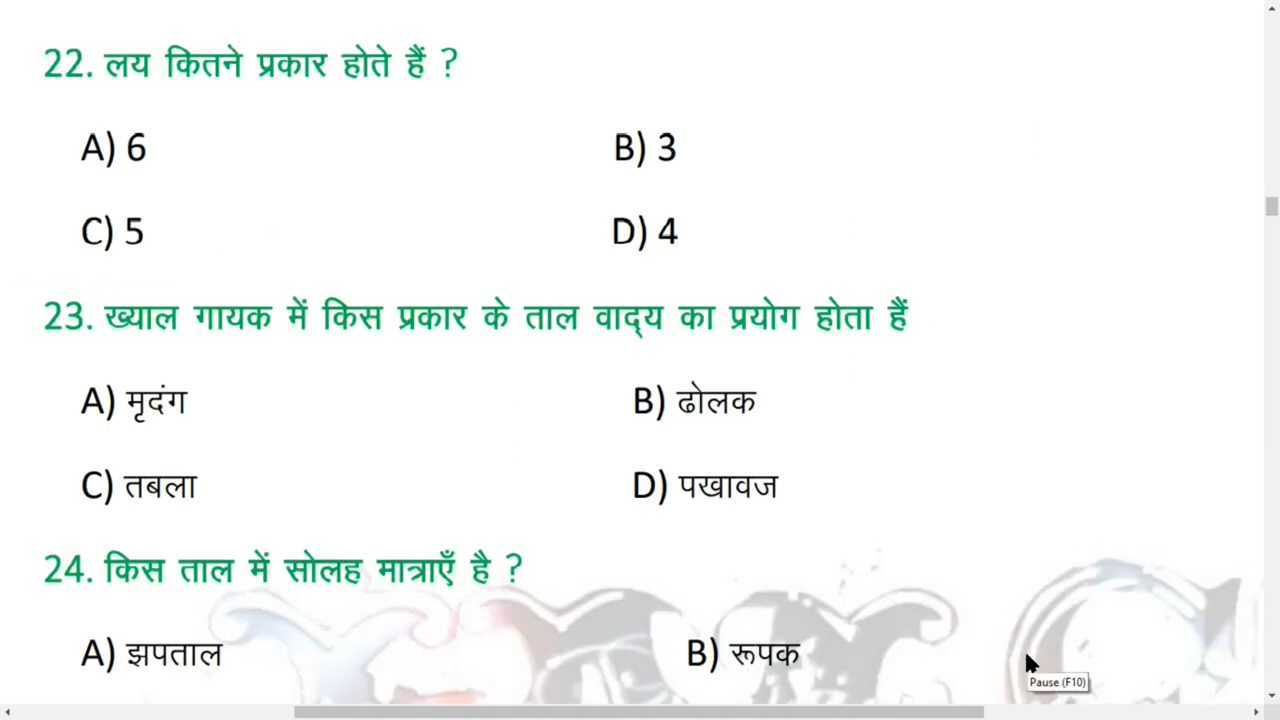 22. लय कितने प्रकार होते हैं ?
A) 6 B) 3
C) 5 D) 4
23. ख्याल गायक में किस प्रकार के ताल वाद्य का प्रयोग होता हैं
A) मृदंग B) ढोलक
C) तबला D) पखावज
24. किस ताल में सोलह मात्राएँ है ?
A) झपताल B) रूपक
Pause (F10)